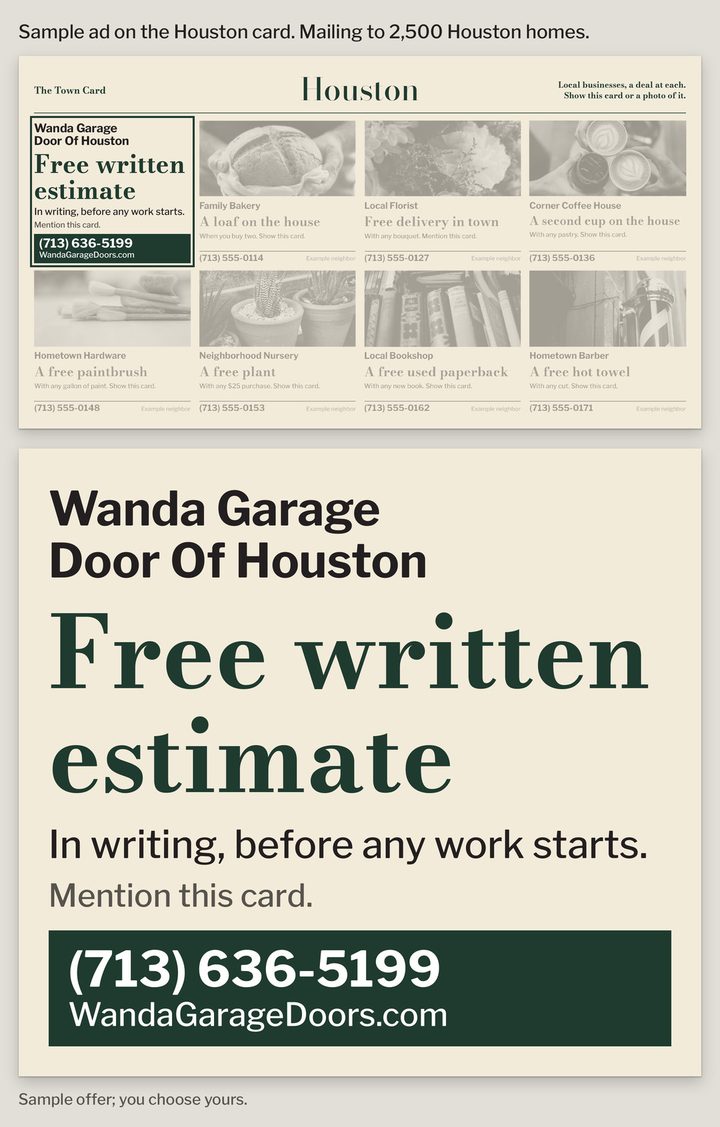 Sample ad on the Houston card. Mailing to 2,500 Houston homes.
The Town Card
Houston
Local businesses, a deal at each.
Show this card or a photo of it.
Wanda Garage
Door Of Houston
Free written
estimate
In writing, before any work starts.
Mention this card.
(713) 636-5199
WandaGarageDoors.com
Family Bakery
A loaf on the house
When you buy two. Show this card.
(713) 555-0114
Example neighbor
Local Florist
Free delivery in town
With any bouquet. Mention this card.
(713) 555-0127
Example neighbor
Corner Coffee House
A second cup on the house
With any pastry. Show this card.
(713) 555-0136
Example neighbor
Hometown Hardware
A free paintbrush
With any gallon of paint. Show this card.
(713) 555-0148
Example neighbor
Neighborhood Nursery
A free plant
With any $25 purchase. Show this card.
(713) 555-0153
Example neighbor
Local Bookshop
A free used paperback
With any new book. Show this card.
(713) 555-0162
Example neighbor
Hometown Barber
A free hot towel
With any cut. Show this card.
(713) 555-0171
Example neighbor
Wanda Garage
Door Of Houston
Free written
estimate
In writing, before any work starts.
Mention this card.
(713) 636-5199
WandaGarageDoors.com
Sample offer; you choose yours.